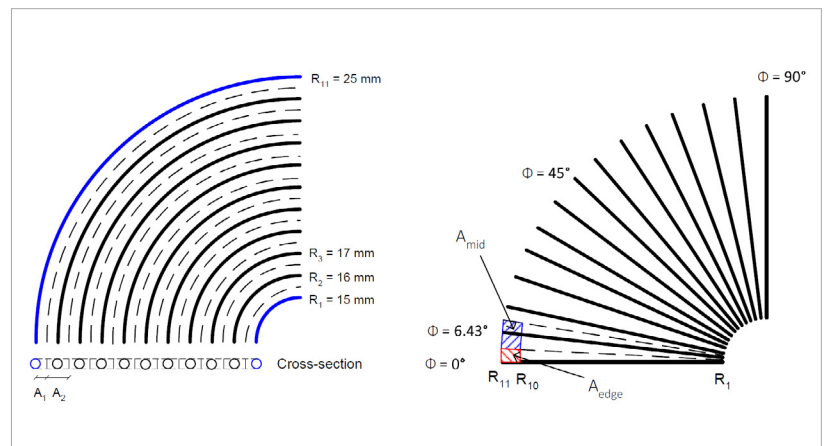 R11 = 25 mm
R3 = 17 mm
R2 = 16 mm
R1 = 15 mm
Cross-section
A1 A2
Φ = 90°
Φ = 45°
Amid
Φ = 6.43°
Φ = 0°
R11 R10 R1
Aedge